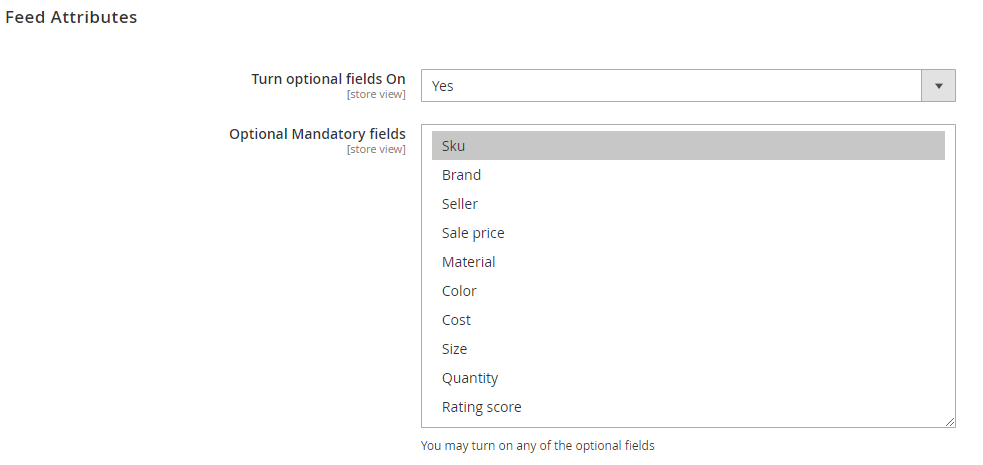 Feed Attributes
Turn optional fields On
[store view]
Yes
Optional Mandatory fields
[store view]
Sku
Brand
Seller
Sale price
Material
Color
Cost
Size
Quantity
Rating score
You may turn on any of the optional fields